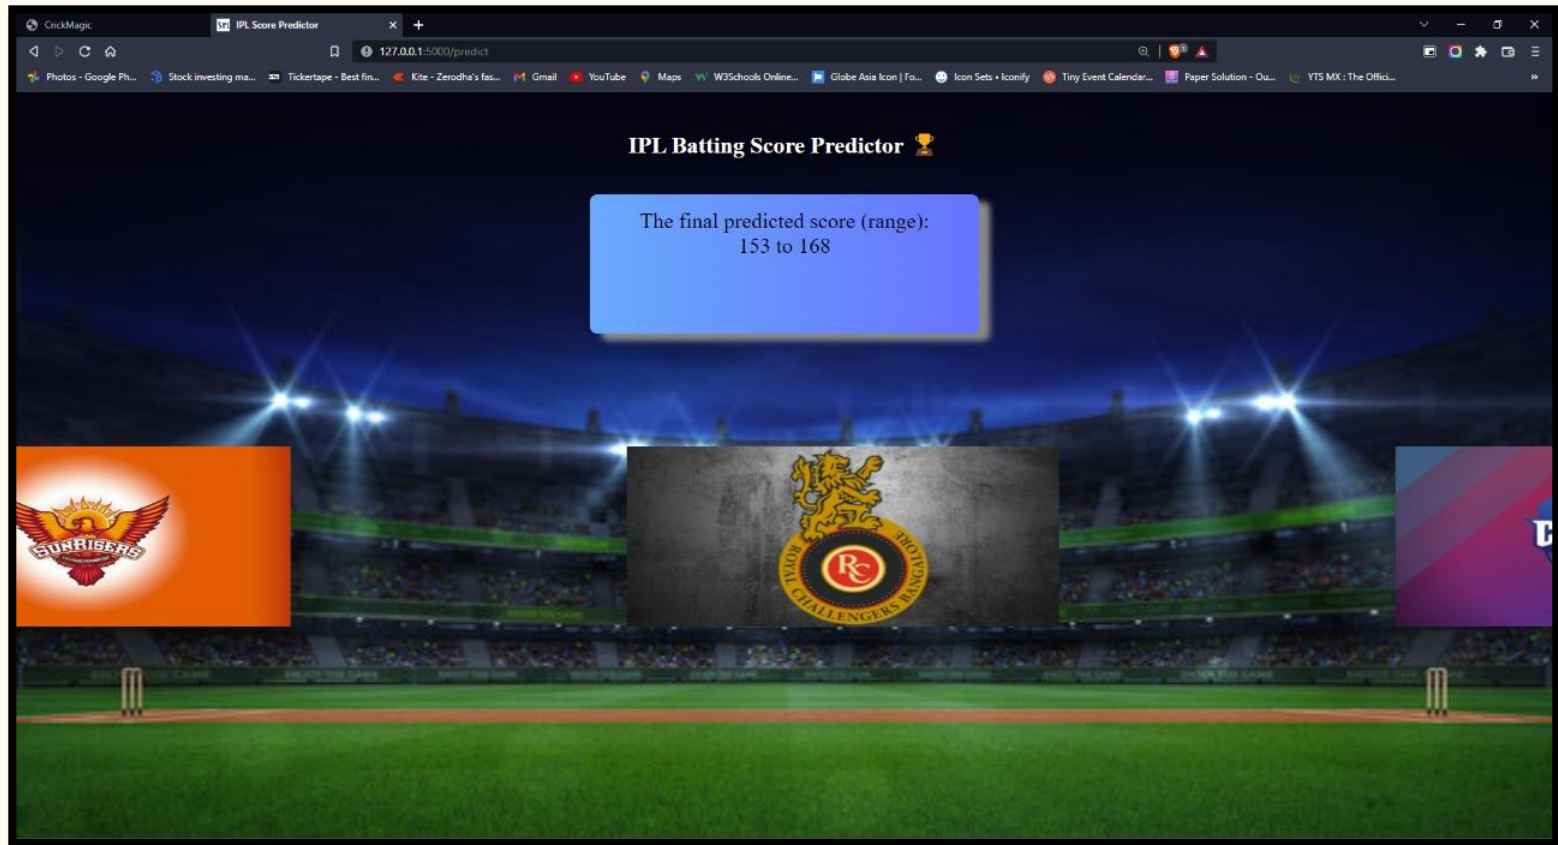 CrickMagic
IPL Score Predictor
127.0.0.1:5000/predict
Photos - Google Ph...
Stock investing ma...
Tickertape - Best fin...
Kite - Zerodha's fas...
Gmail
YouTube
Maps
W3Schools Online...
Globe Asia Icon | Fo...
Icon Sets • Iconify
Tiny Event Calendar...
Paper Solution - Ou...
YTS MX : The Offici...
IPL Batting Score Predictor
The final predicted score (range):
153 to 168
SUNRISERS
RC
ROYAL CHALLENGERS BANGALORE
C
ENJOY THE GAME